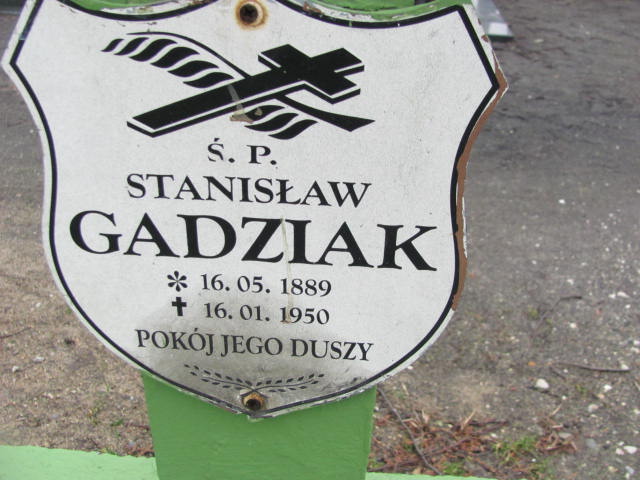 Ś. P.
STANISŁAW
GADZIAK
* 16. 05. 1889
✝ 16. 01. 1950
POKÓJ JEGO DUSZY